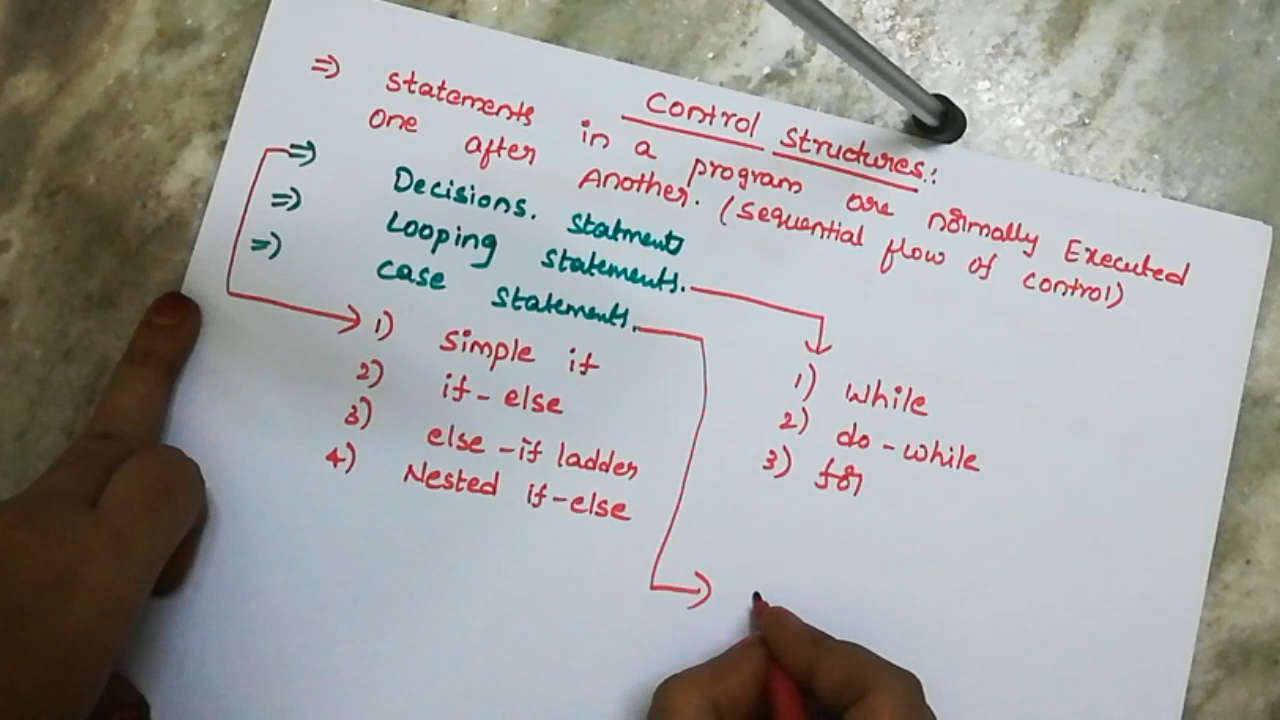 Control Structures:
=> statements in a program are normally Executed
one after Another. (Sequential flow of control)
=> Decisions. Statments
=> Looping Statements.
=> case Statements.
1) Simple if
2) if-else
3) else-if ladder
4) Nested if-else
1) while
2) do-while
3) for